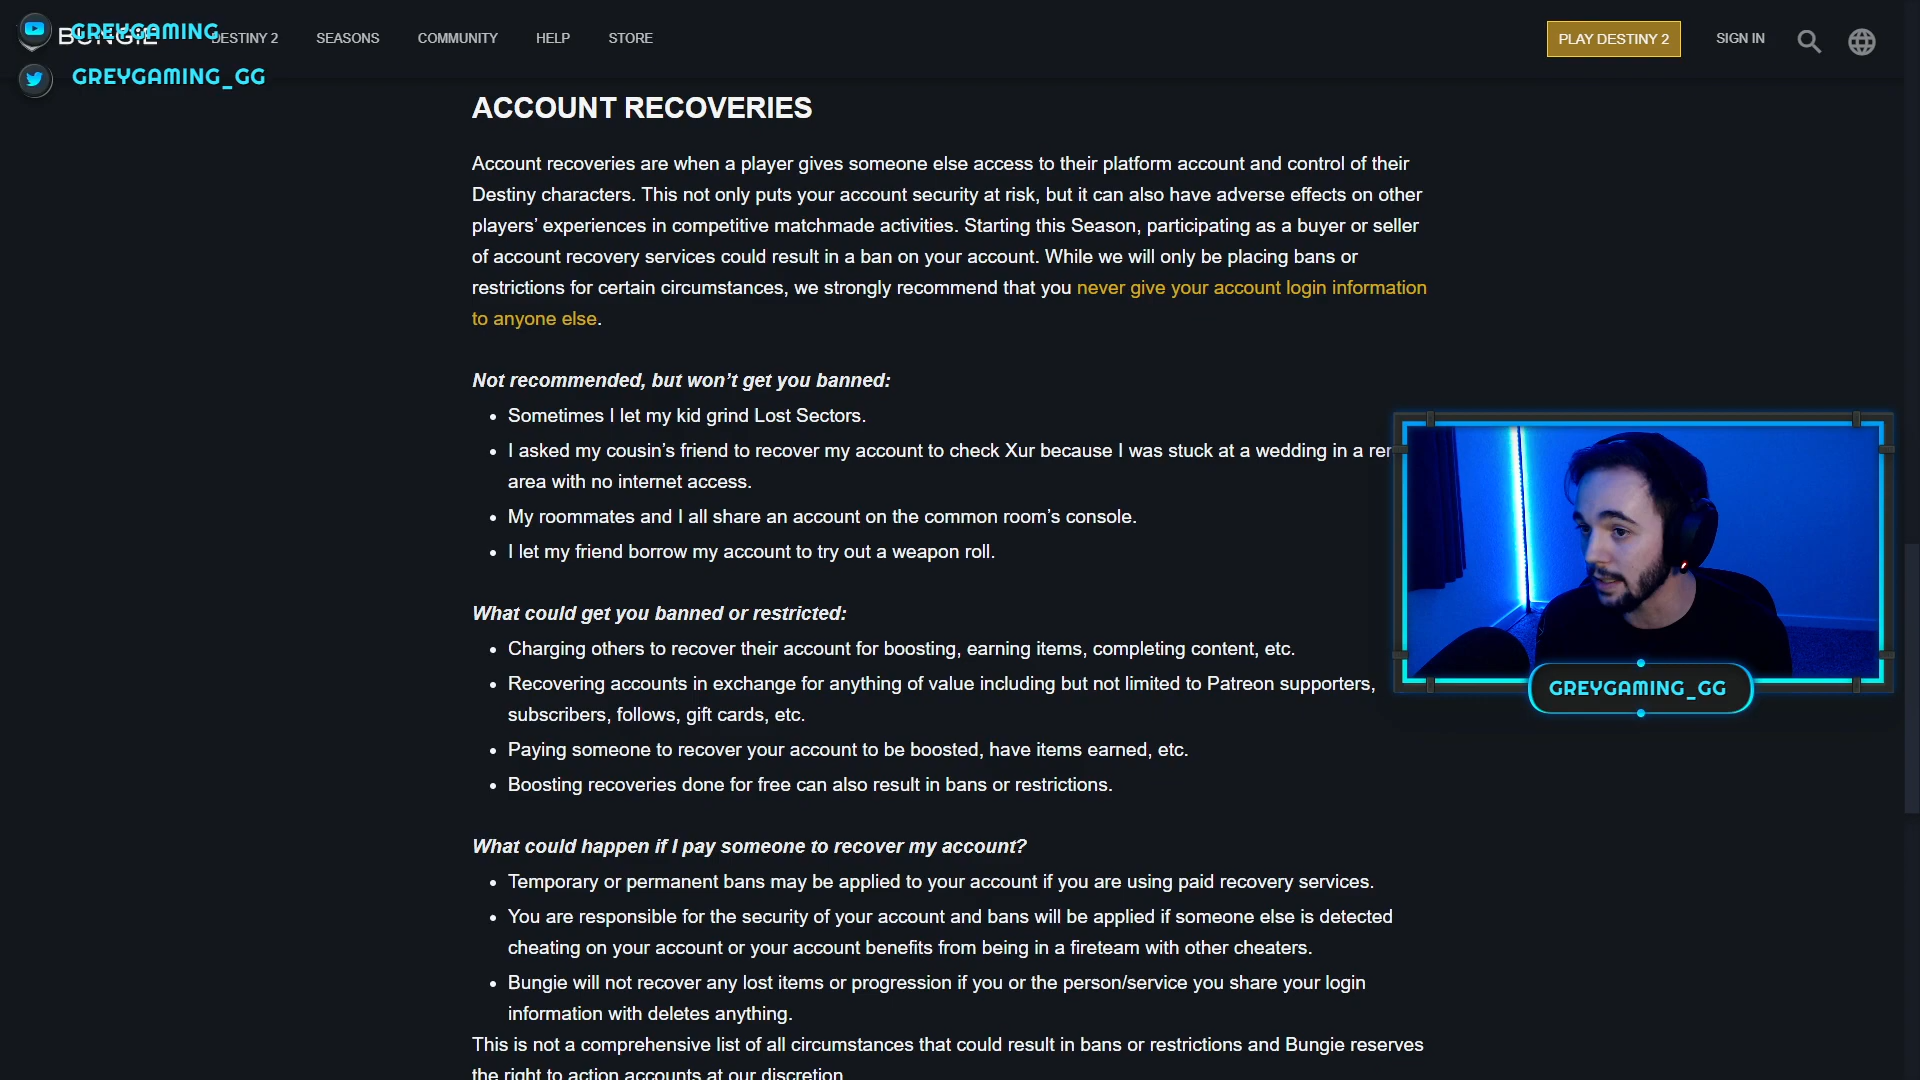 GREYGAMING
BUNGIE
DESTINY 2
SEASONS
COMMUNITY
HELP
STORE
PLAY DESTINY 2
SIGN IN
GREYGAMING_GG
ACCOUNT RECOVERIES
Account recoveries are when a player gives someone else access to their platform account and control of their
Destiny characters. This not only puts your account security at risk, but it can also have adverse effects on other
players’ experiences in competitive matchmade activities. Starting this Season, participating as a buyer or seller
of account recovery services could result in a ban on your account. While we will only be placing bans or
restrictions for certain circumstances, we strongly recommend that you never give your account login information
to anyone else.
Not recommended, but won’t get you banned:
• Sometimes I let my kid grind Lost Sectors.
• I asked my cousin’s friend to recover my account to check Xur because I was stuck at a wedding in a
area with no internet access.
• My roommates and I all share an account on the common room’s console.
• I let my friend borrow my account to try out a weapon roll.
What could get you banned or restricted:
• Charging others to recover their account for boosting, earning items, completing content, etc.
• Recovering accounts in exchange for anything of value including but not limited to Patreon supporters,
subscribers, follows, gift cards, etc.
• Paying someone to recover your account to be boosted, have items earned, etc.
• Boosting recoveries done for free can also result in bans or restrictions.
GREYGAMING_GG
What could happen if I pay someone to recover my account?
• Temporary or permanent bans may be applied to your account if you are using paid recovery services.
• You are responsible for the security of your account and bans will be applied if someone else is detected
cheating on your account or your account benefits from being in a fireteam with other cheaters.
• Bungie will not recover any lost items or progression if you or the person/service you share your login
information with deletes anything.
This is not a comprehensive list of all circumstances that could result in bans or restrictions and Bungie reserves
the right to action accounts at our discretion